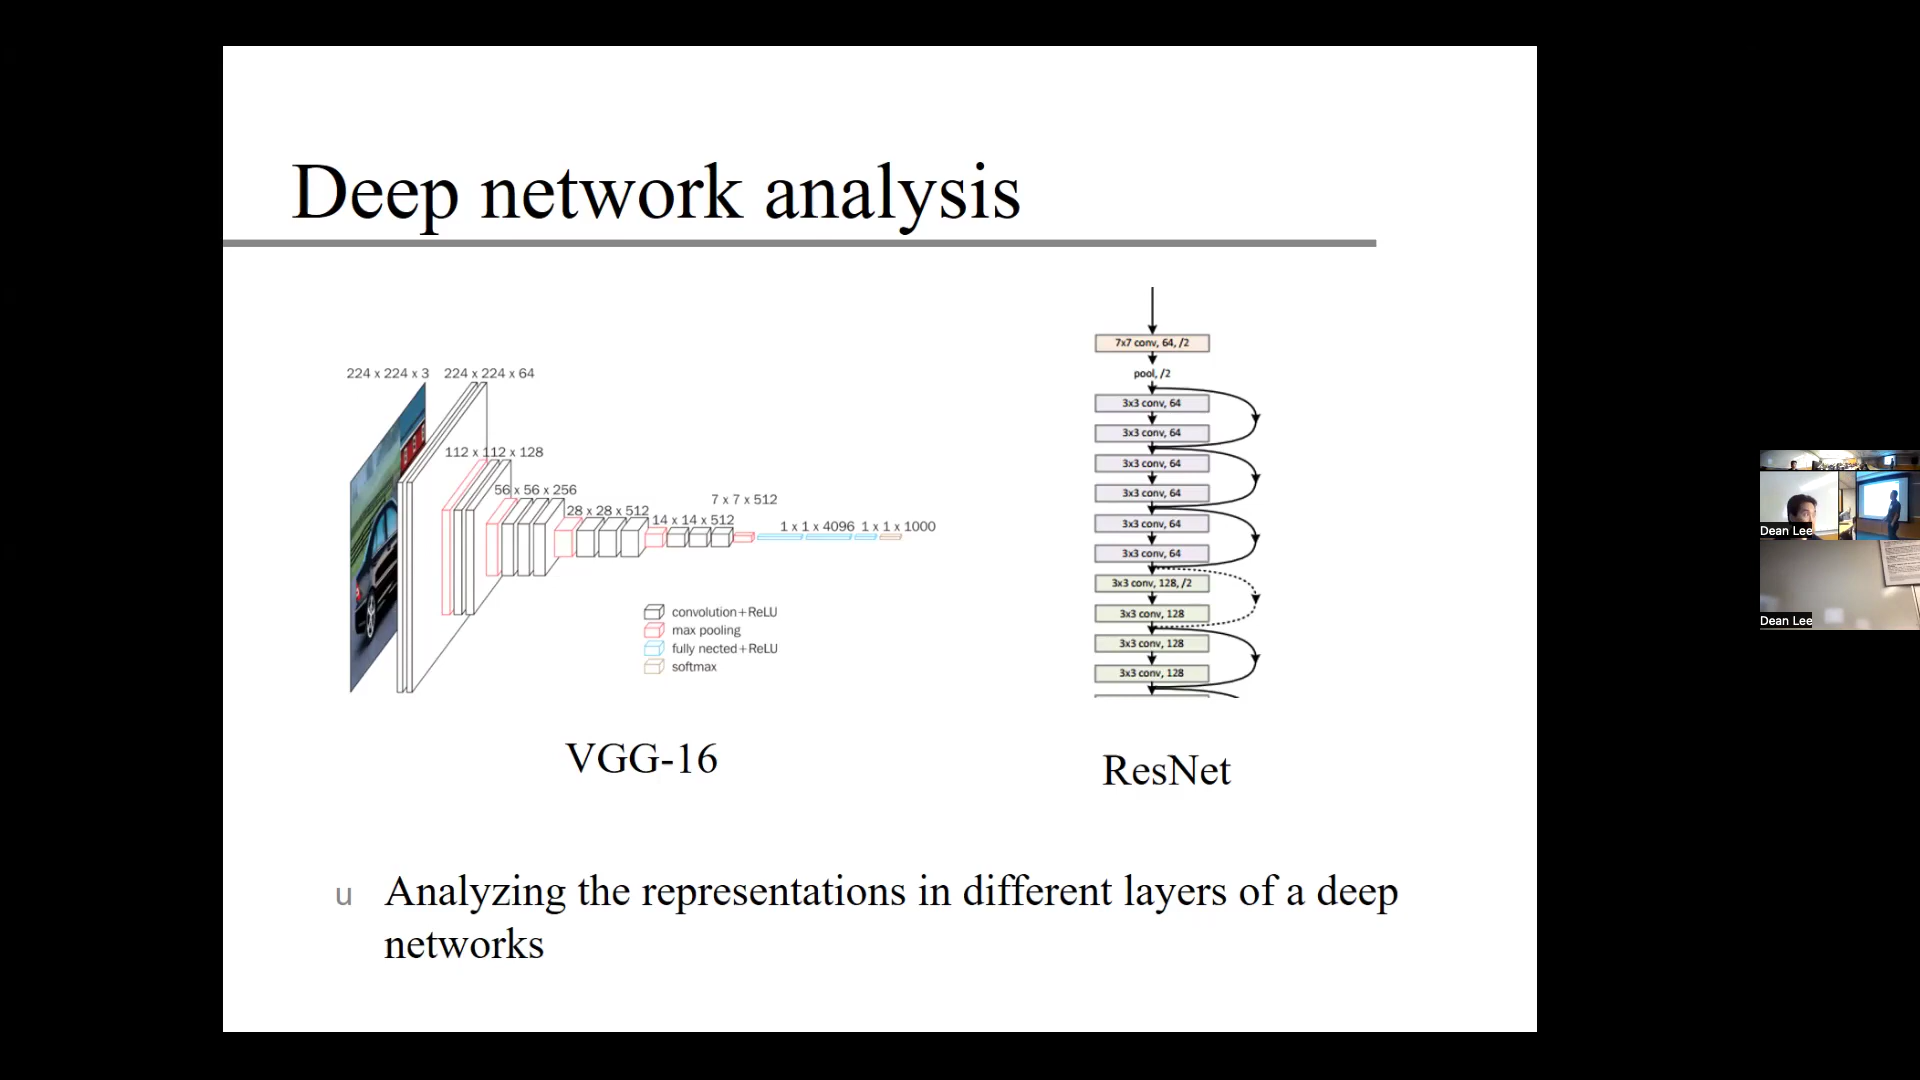 Deep network analysis
224 x 224 x 3
224 x 224 x 64
112 x 112 x 128
56 x 56 x 256
28 x 28 x 512
14 x 14 x 512
7 x 7 x 512
1 x 1 x 4096
1 x 1 x 1000
convolution+ReLU
max pooling
fully nected+ReLU
softmax
VGG-16
7x7 conv, 64, /2
pool, /2
3x3 conv, 64
3x3 conv, 64
3x3 conv, 64
3x3 conv, 64
3x3 conv, 64
3x3 conv, 64
3x3 conv, 128, /2
3x3 conv, 128
3x3 conv, 128
3x3 conv, 128
ResNet
u Analyzing the representations in different layers of a deep
networks
Dean Lee
Dean Lee